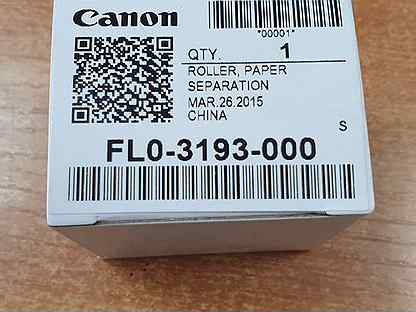 Canon
*00001*
QTY. 1
ROLLER, PAPER
SEPARATION
MAR.26.2015
CHINA
S
FL0-3193-000